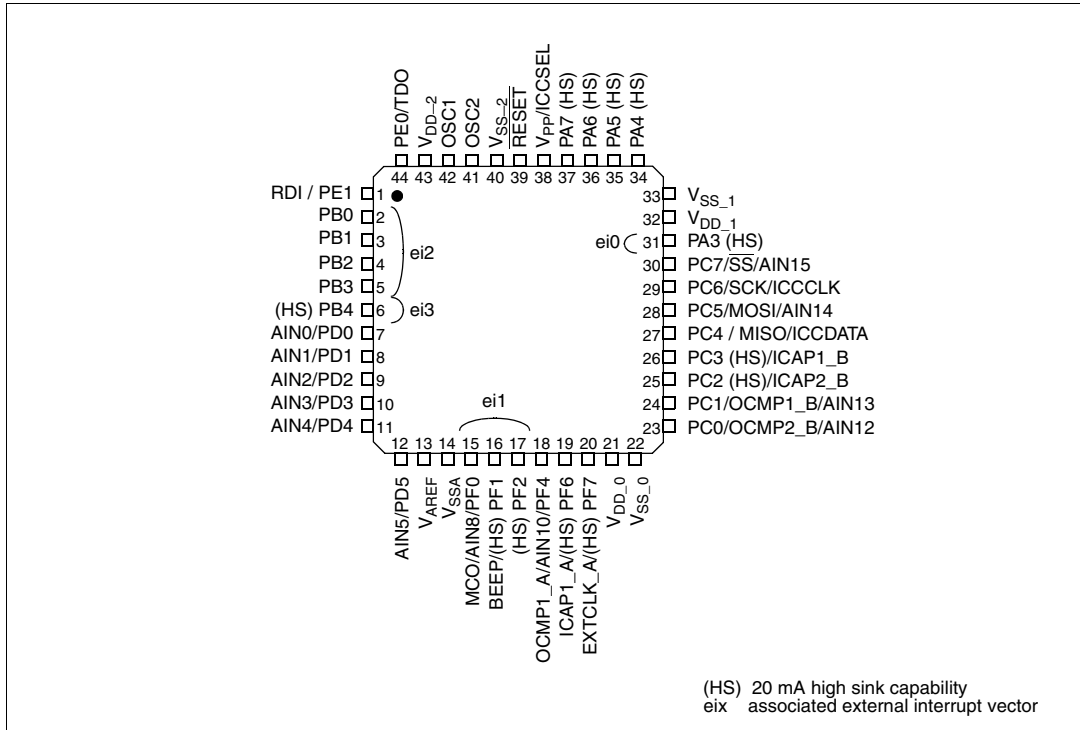 PE0/TDO
VDD_2
OSC1
OSC2
VSS_2
RESET
VPP/ICCSEL
PA7 (HS)
PA6 (HS)
PA5 (HS)
PA4 (HS)
44 43 42 41 40 39 38 37 36 35 34
RDI / PE1 1
PB0 2
PB1 3
PB2 4
PB3 5
ei2
(HS) PB4 6
ei3
AIN0/PD0 7
AIN1/PD1 8
AIN2/PD2 9
AIN3/PD3 10
AIN4/PD4 11
33 VSS_1
32 VDD_1
ei0
31 PA3 (HS)
30 PC7/SS/AIN15
29 PC6/SCK/ICCCLK
28 PC5/MOSI/AIN14
27 PC4 / MISO/ICCDATA
26 PC3 (HS)/ICAP1_B
25 PC2 (HS)/ICAP2_B
24 PC1/OCMP1_B/AIN13
23 PC0/OCMP2_B/AIN12
ei1
12 13 14 15 16 17 18 19 20 21 22
AIN5/PD5
VAREF
VSSA
MCO/AIN8/PF0
BEEP/(HS) PF1
(HS) PF2
OCMP1_A/AIN10/PF4
ICAP1_A/(HS) PF6
EXTCLK_A/(HS) PF7
VDD_0
VSS_0
(HS) 20 mA high sink capability
eix associated external interrupt vector